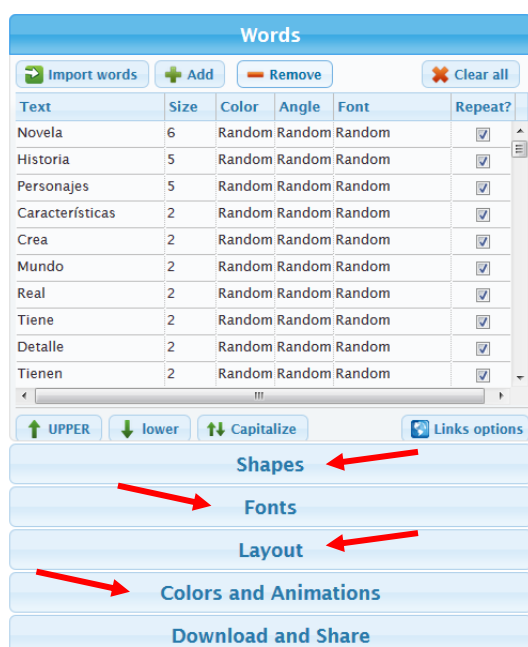 Words
Import words Add Remove Clear all
Text Size Color Angle Font Repeat?
Novela 6 Random Random Random
Historia 5 Random Random Random
Personajes 5 Random Random Random
Características 2 Random Random Random
Crea 2 Random Random Random
Mundo 2 Random Random Random
Real 2 Random Random Random
Tiene 2 Random Random Random
Detalle 2 Random Random Random
Tienen 2 Random Random Random
UPPER lower Capitalize Links options
Shapes
Fonts
Layout
Colors and Animations
Download and Share